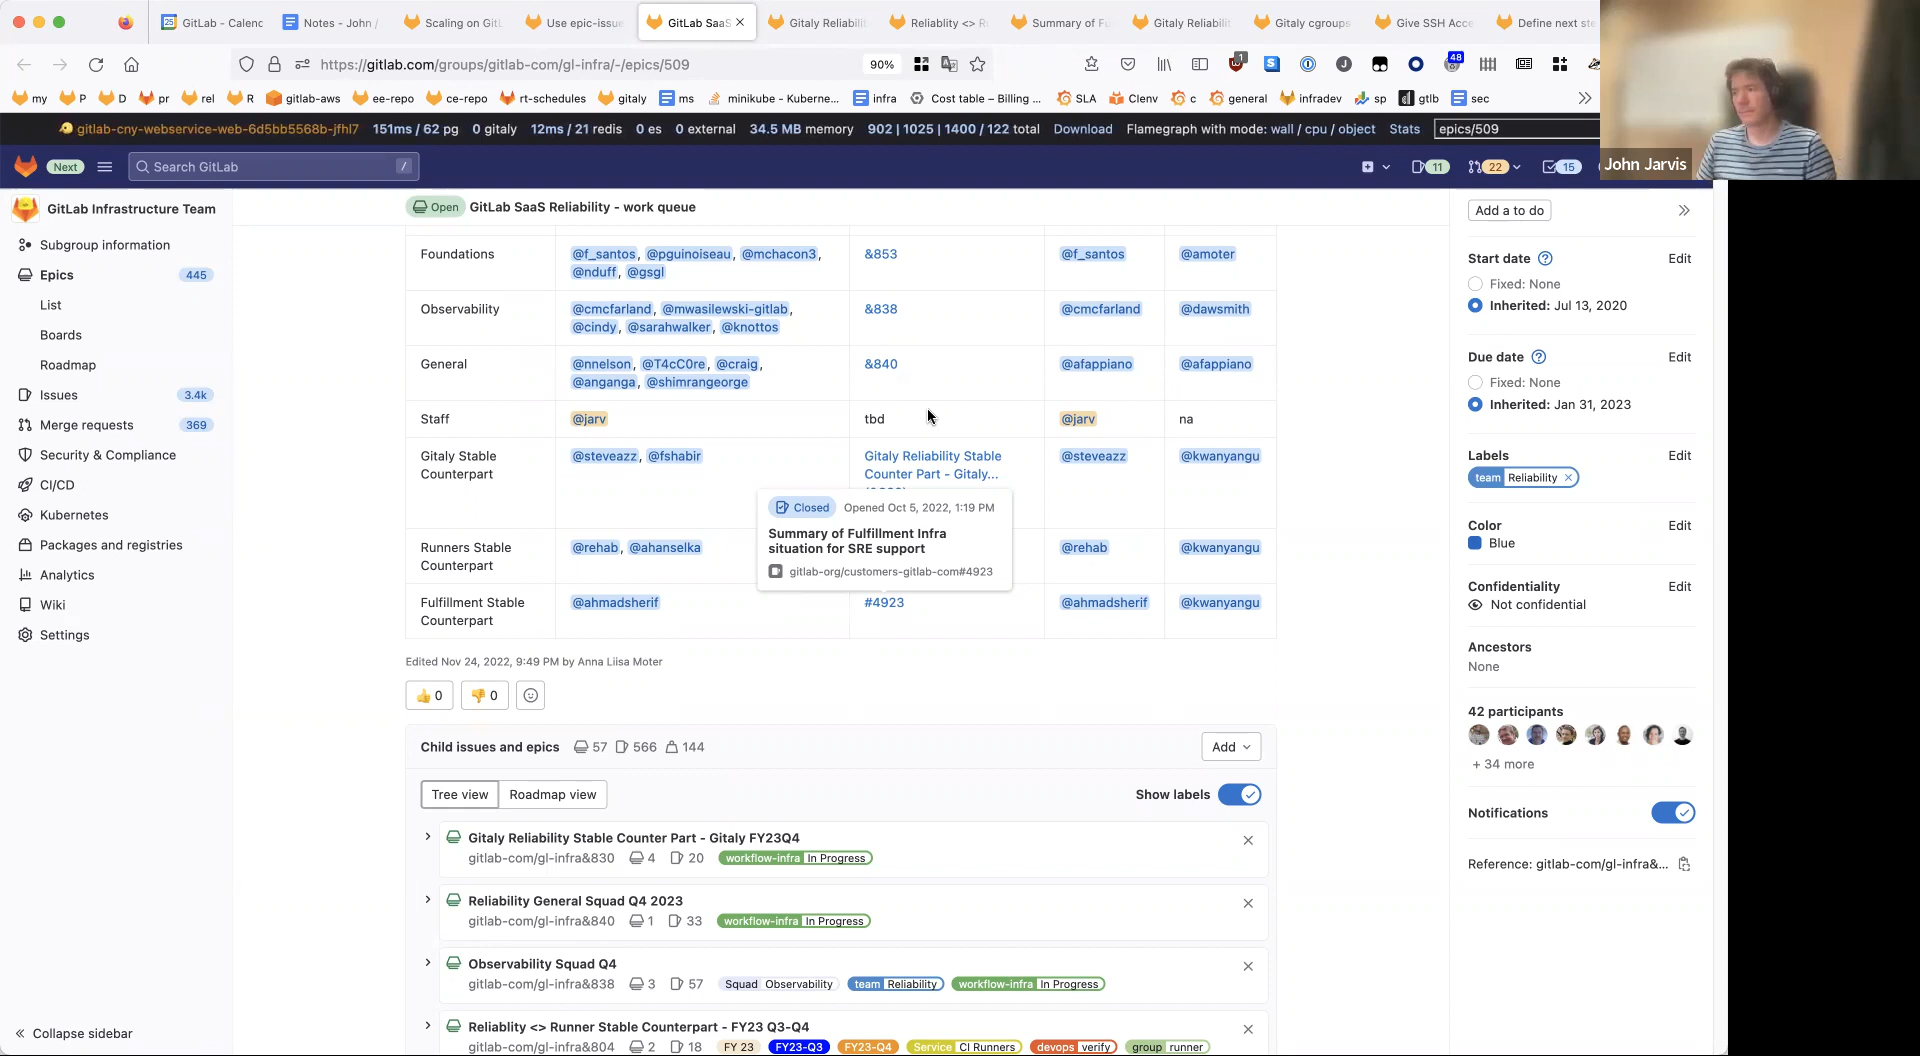 GitLab - Calenc
Notes - John /
Scaling on GitL
Use epic-issue
GitLab SaaS
Gitaly Reliabilit
Reliablity <> R
Summary of Fu
Gitaly Reliabilit
Gitaly cgroups
Give SSH Acce
Define next ste
https://gitlab.com/groups/gitlab-com/gl-infra/-/epics/509
90%
1
48
my
P
D
pr
rel
R
gitlab-aws
ee-repo
ce-repo
rt-schedules
gitaly
ms
minikube - Kuberne...
infra
Cost table – Billing ...
SLA
Clenv
c
general
infradev
sp
gtlb
sec
gitlab-cny-webservice-web-6d5bb5568b-jfhl7 151ms / 62 pg 0 gitaly 12ms / 21 redis 0 es 0 external 34.5 MB memory 902 | 1025 | 1400 / 122 total Download Flamegraph with mode: wall / cpu / object Stats epics/509
John Jarvis
Next
Search GitLab
/
11
22
15
GitLab Infrastructure Team
Subgroup information
Epics 445
List
Boards
Roadmap
Issues 3.4k
Merge requests 369
Security & Compliance
CI/CD
Kubernetes
Packages and registries
Analytics
Wiki
Settings
Collapse sidebar
Open GitLab SaaS Reliability - work queue
Foundations @f_santos, @pguinoiseau, @mchacon3, &853 @f_santos @amoter
@nduff, @gsgl
Observability @cmcfarland, @mwasilewski-gitlab, &838 @cmcfarland @dawsmith
@cindy, @sarahwalker, @knottos
General @nnelson, @T4cC0re, @craig, &840 @afappiano @afappiano
@anganga, @shimrangeorge
Staff @jarv tbd @jarv na
Gitaly Stable @steveazz, @fshabir Gitaly Reliability Stable @steveazz @kwanyangu
Counterpart Counter Part - Gitaly...
Closed Opened Oct 5, 2022, 1:19 PM
Summary of Fulfillment Infra
situation for SRE support
gitlab-org/customers-gitlab-com#4923
Runners Stable @rehab, @ahanselka @rehab @kwanyangu
Counterpart
Fulfillment Stable @ahmadsherif #4923 @ahmadsherif @kwanyangu
Counterpart
Edited Nov 24, 2022, 9:49 PM by Anna Liisa Moter
👍 0
👎 0
Child issues and epics 57 566 144
Add
Tree view
Roadmap view
Show labels
Gitaly Reliability Stable Counter Part - Gitaly FY23Q4
gitlab-com/gl-infra&830 4 20 workflow-infra In Progress
Reliability General Squad Q4 2023
gitlab-com/gl-infra&840 1 33 workflow-infra In Progress
Observability Squad Q4
gitlab-com/gl-infra&838 3 57 Squad Observability team Reliability workflow-infra In Progress
Reliablity <> Runner Stable Counterpart - FY23 Q3-Q4
gitlab-com/gl-infra&804 2 18 FY 23 FY23-Q3 FY23-Q4 Service CI Runners devops verify group runner
Add a to do
Start date Edit
Fixed: None
Inherited: Jul 13, 2020
Due date Edit
Fixed: None
Inherited: Jan 31, 2023
Labels Edit
team Reliability
Color Edit
Blue
Confidentiality Edit
Not confidential
Ancestors
None
42 participants
+ 34 more
Notifications
Reference: gitlab-com/gl-infra&...